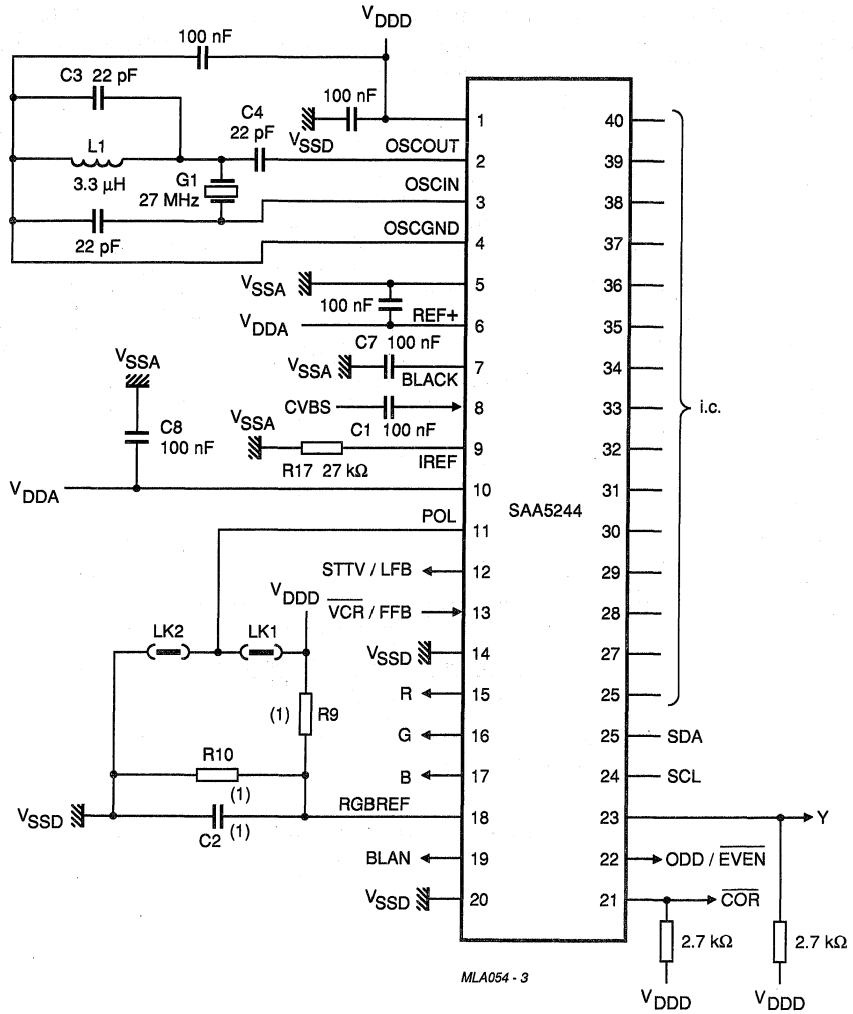 VDDD
100 nF
C3 22 pF
100 nF
C4
22 pF
VSSD
OSCOUT
L1
3.3 µH
G1
27 MHz
OSCIN
22 pF
OSCGND
VSSA
100 nF
REF+
VDDA
C7 100 nF
VSSA
BLACK
VSSA
CVBS
C1 100 nF
C8
100 nF
VSSA
IREF
R17 27 kΩ
VDDA
POL
STTV / LFB
VDDD
VCR / FFB
LK2
LK1
VSSD
R
(1)
R9
G
R10
(1)
B
VSSD
C2
(1)
RGBREF
BLAN
VSSD
1
2
3
4
5
6
7
8
9
10
11
12
13
14
15
16
17
18
19
20
SAA5244
40
39
38
37
36
35
34
33
32
31
30
29
28
27
25
25
24
23
22
21
i.c.
SDA
SCL
Y
ODD / EVEN
COR
2.7 kΩ
2.7 kΩ
VDDD
VDDD
MLA054 - 3